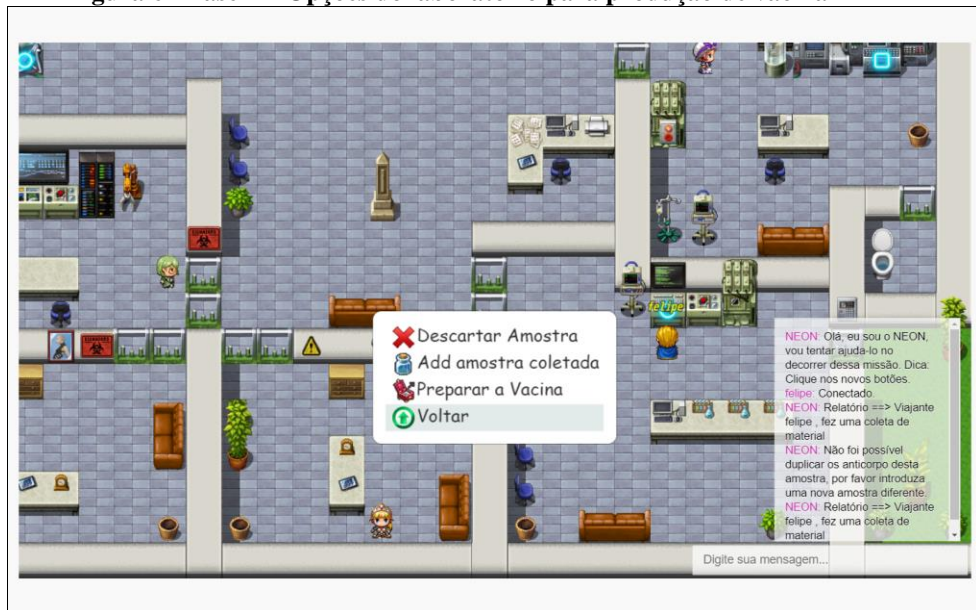 Descartar Amostra
Add amostra coletada
Preparar a Vacina
Voltar
felipe
NEON: Olá, eu sou o NEON,
vou tentar ajuda-lo no
decorrer dessa missão. Dica:
Clique nos novos botões.
felipe: Conectado.
NEON: Relatório ==> Viajante
felipe , fez uma coleta de
material
NEON: Não foi possível
duplicar os anticorpo desta
amostra, por favor introduza
uma nova amostra diferente.
NEON: Relatório ==> Viajante
felipe , fez uma coleta de
material
Digite sua mensagem...